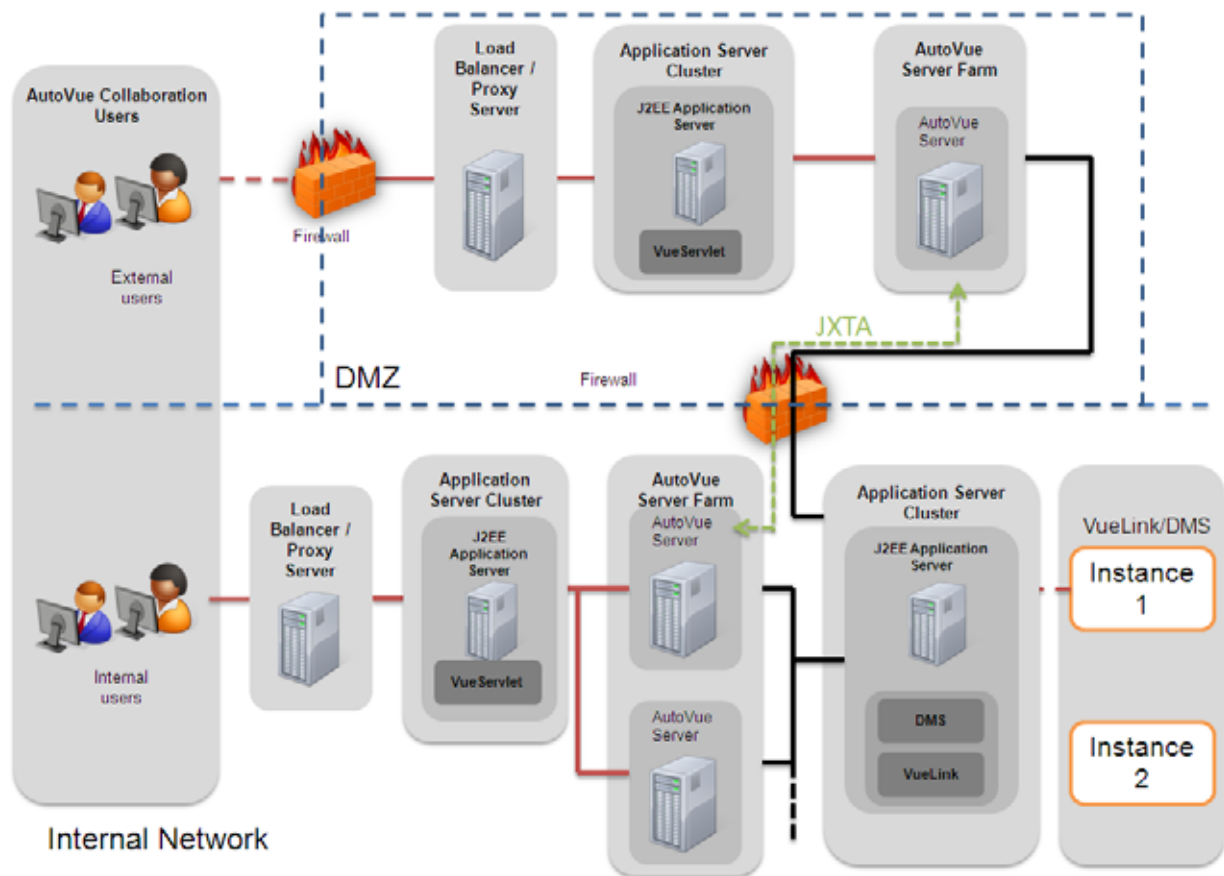 AutoVue Collaboration
Users
External
users
Firewall
Load
Balancer /
Proxy
Server
Application Server
Cluster
J2EE Application
Server
VueServlet
AutoVue
Server Farm
AutoVue
Server
JXTA
DMZ
Firewall
Internal
users
Load
Balancer /
Proxy
Server
Application
Server Cluster
J2EE
Application
Server
VueServlet
AutoVue
Server Farm
AutoVue
Server
AutoVue
Server
Application Server
Cluster
J2EE Application
Server
DMS
VueLink
VueLink/DMS
Instance
1
Instance
2
Internal Network